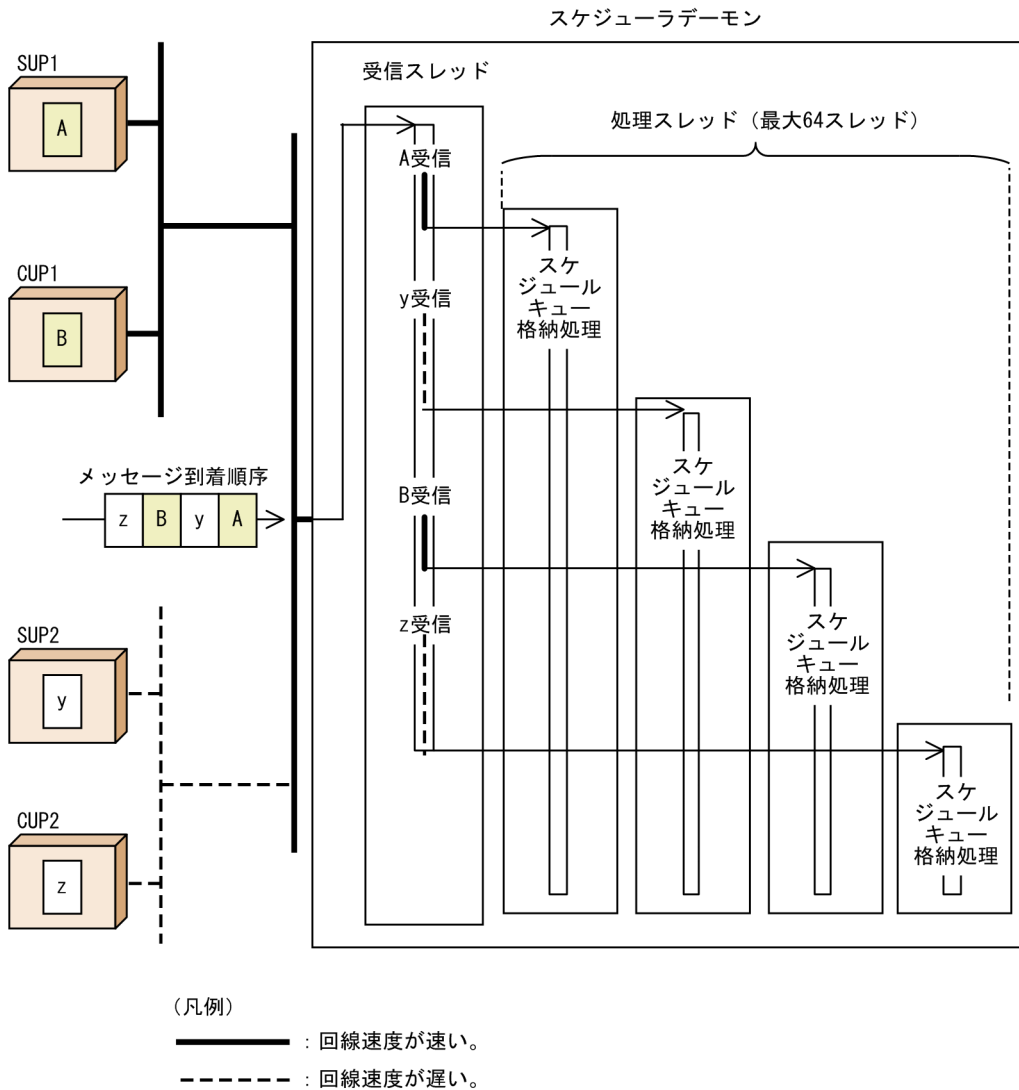 スケジューラデーモン
SUP1
A
CUP1
B
メッセージ到着順序
z B y A
SUP2
y
CUP2
z
受信スレッド
A受信
y受信
B受信
z受信
処理スレッド（最大64スレッド）
スケ
ジュール
キュー
格納処理
スケ
ジュール
キュー
格納処理
スケ
ジュール
キュー
格納処理
スケ
ジュール
キュー
格納処理
（凡例）
：回線速度が速い。
：回線速度が遅い。